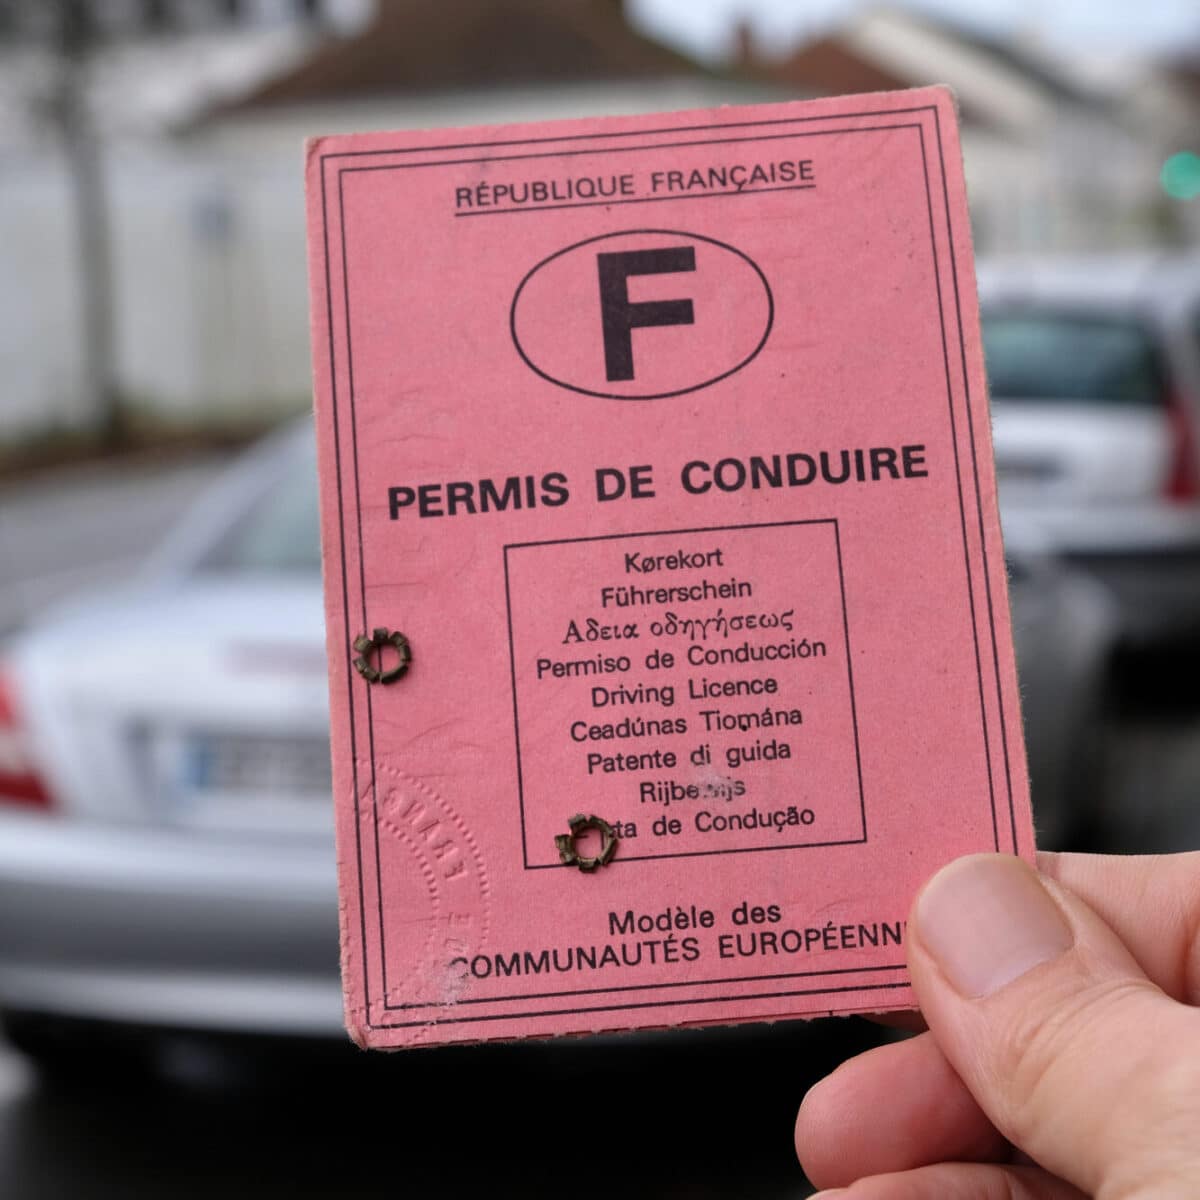 RÉPUBLIQUE FRANÇAISE
F
PERMIS DE CONDUIRE
Kørekort
Führerschein
Αδεια οδηγήσεως
Permiso de Conducción
Driving Licence
Ceadúnas Tiomána
Patente di guida
de Condução
Modèle des
COMMUNAUTÉS EUROPÉENN